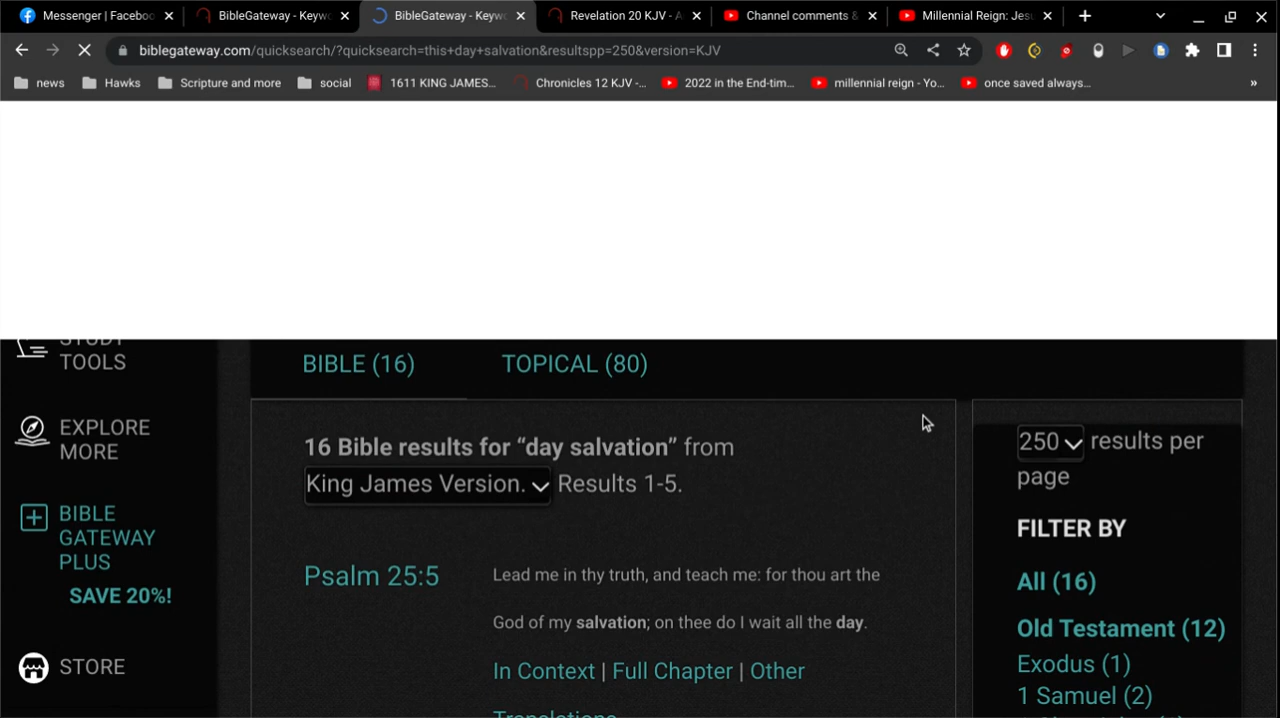 Messenger | Faceboo
BibleGateway - Keyw
BibleGateway - Keyw
Revelation 20 KJV - A
Channel comments &
Millennial Reign: Jesu
biblegateway.com/quicksearch/?quicksearch=this+day+salvation&resultspp=250&version=KJV
news
Hawks
Scripture and more
social
1611 KING JAMES...
Chronicles 12 KJV -...
2022 in the End-tim...
millennial reign - Yo...
once saved always...
»
STUDY
TOOLS
EXPLORE
MORE
BIBLE
GATEWAY
PLUS
SAVE 20%!
STORE
BIBLE (16)
TOPICAL (80)
16 Bible results for “day salvation” from
King James Version. Results 1-5.
Psalm 25:5
Lead me in thy truth, and teach me: for thou art the
God of my salvation; on thee do I wait all the day.
In Context | Full Chapter | Other
Translations
250 results per
page
FILTER BY
All (16)
Old Testament (12)
Exodus (1)
1 Samuel (2)